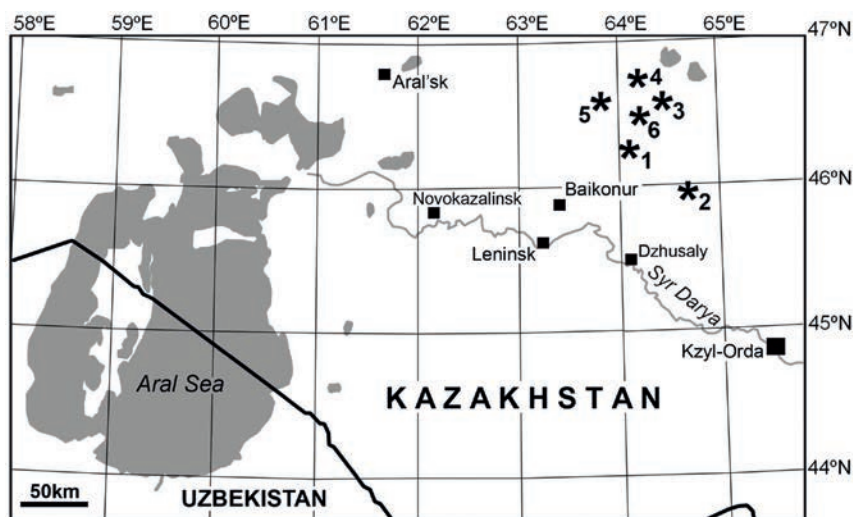 58ºE 59ºE 60ºE 61ºE 62ºE 63ºE 64ºE 65ºE
47ºN
Aral'sk
4
5
3
6
1
46ºN
Novokazalinsk
Baikonur
2
Leninsk
Dzhusaly
Syr Darya
45ºN
Kzyl-Orda
Aral Sea
KAZAKHSTAN
44ºN
50km
UZBEKISTAN